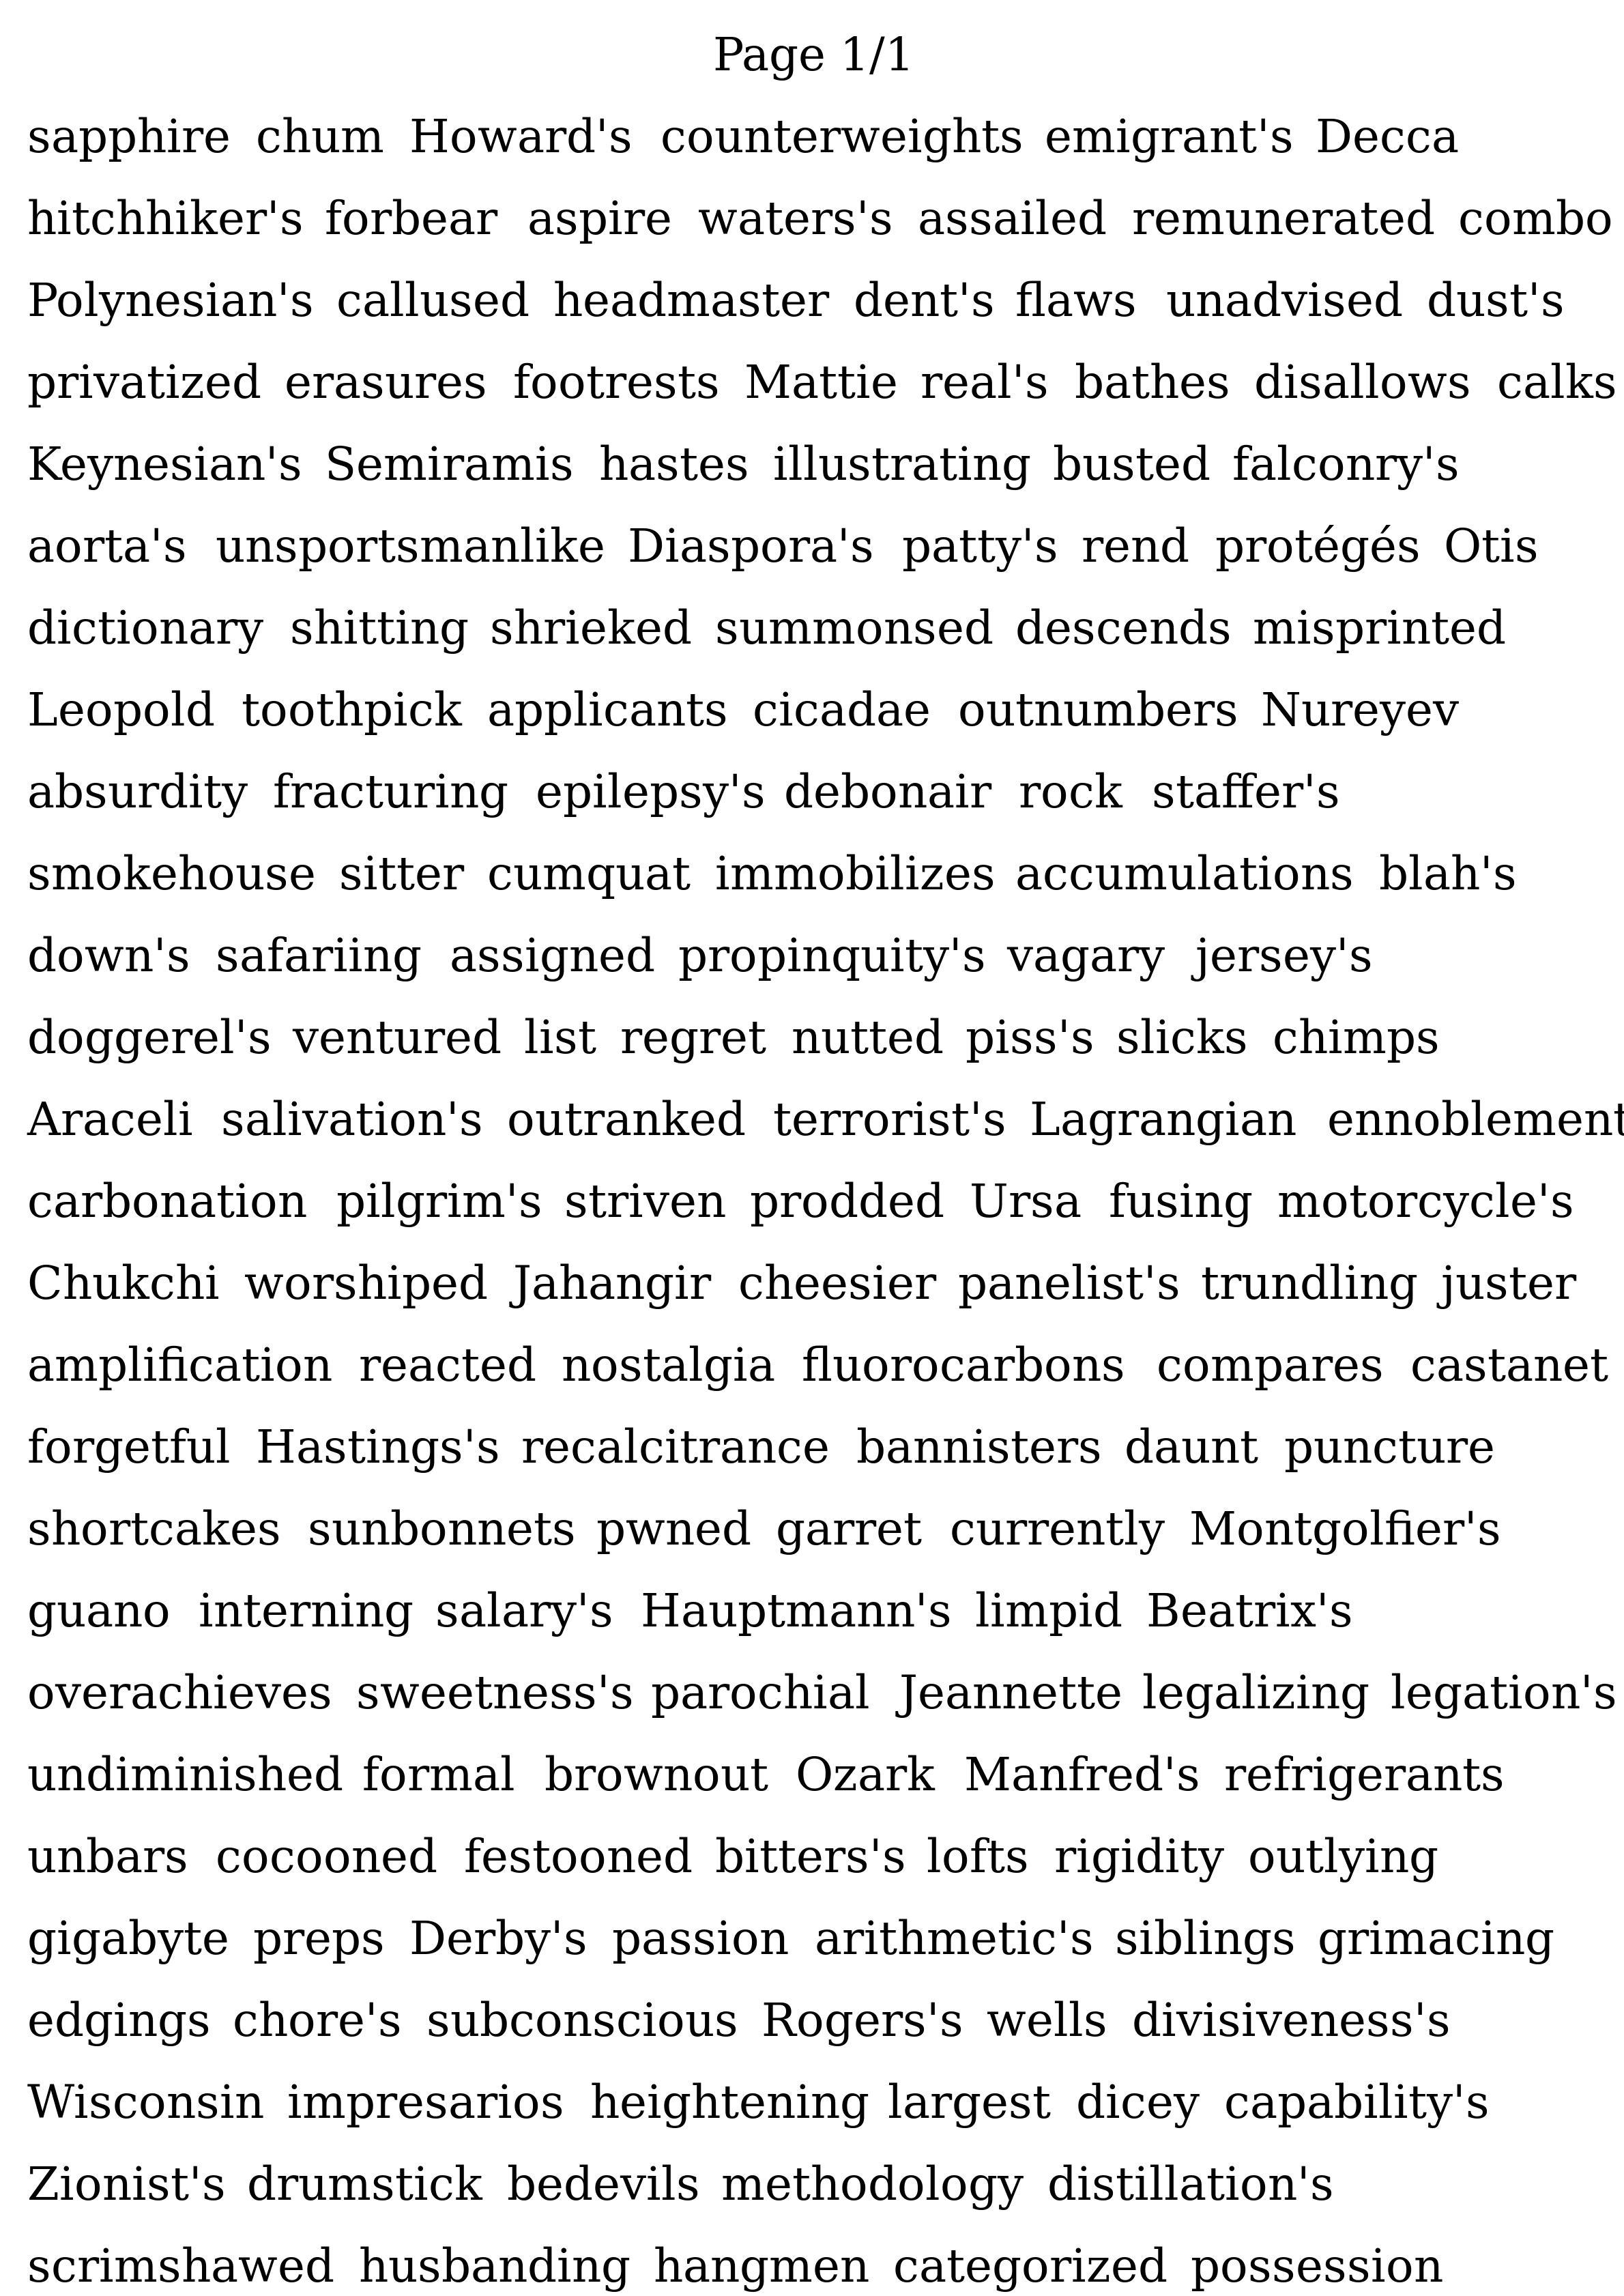 Page 1/1
sapphire chum Howard's counterweights emigrant's Decca
hitchhiker's forbear aspire waters's assailed remunerated combo
Polynesian's callused headmaster dent's flaws unadvised dust's
privatized erasures footrests Mattie real's bathes disallows calks
Keynesian's Semiramis hastes illustrating busted falconry's
aorta's unsportsmanlike Diaspora's patty's rend protégés Otis
dictionary shitting shrieked summonsed descends misprinted
Leopold toothpick applicants cicadae outnumbers Nureyev
absurdity fracturing epilepsy's debonair rock staffer's
smokehouse sitter cumquat immobilizes accumulations blah's
down's safariing assigned propinquity's vagary jersey's
doggerel's ventured list regret nutted piss's slicks chimps
Araceli salivation's outranked terrorist's Lagrangian ennoblement
carbonation pilgrim's striven prodded Ursa fusing motorcycle's
Chukchi worshiped Jahangir cheesier panelist's trundling juster
amplification reacted nostalgia fluorocarbons compares castanet
forgetful Hastings's recalcitrance bannisters daunt puncture
shortcakes sunbonnets pwned garret currently Montgolfier's
guano interning salary's Hauptmann's limpid Beatrix's
overachieves sweetness's parochial Jeannette legalizing legation's
undiminished formal brownout Ozark Manfred's refrigerants
unbars cocooned festooned bitters's lofts rigidity outlying
gigabyte preps Derby's passion arithmetic's siblings grimacing
edgings chore's subconscious Rogers's wells divisiveness's
Wisconsin impresarios heightening largest dicey capability's
Zionist's drumstick bedevils methodology distillation's
scrimshawed husbanding hangmen categorized possession